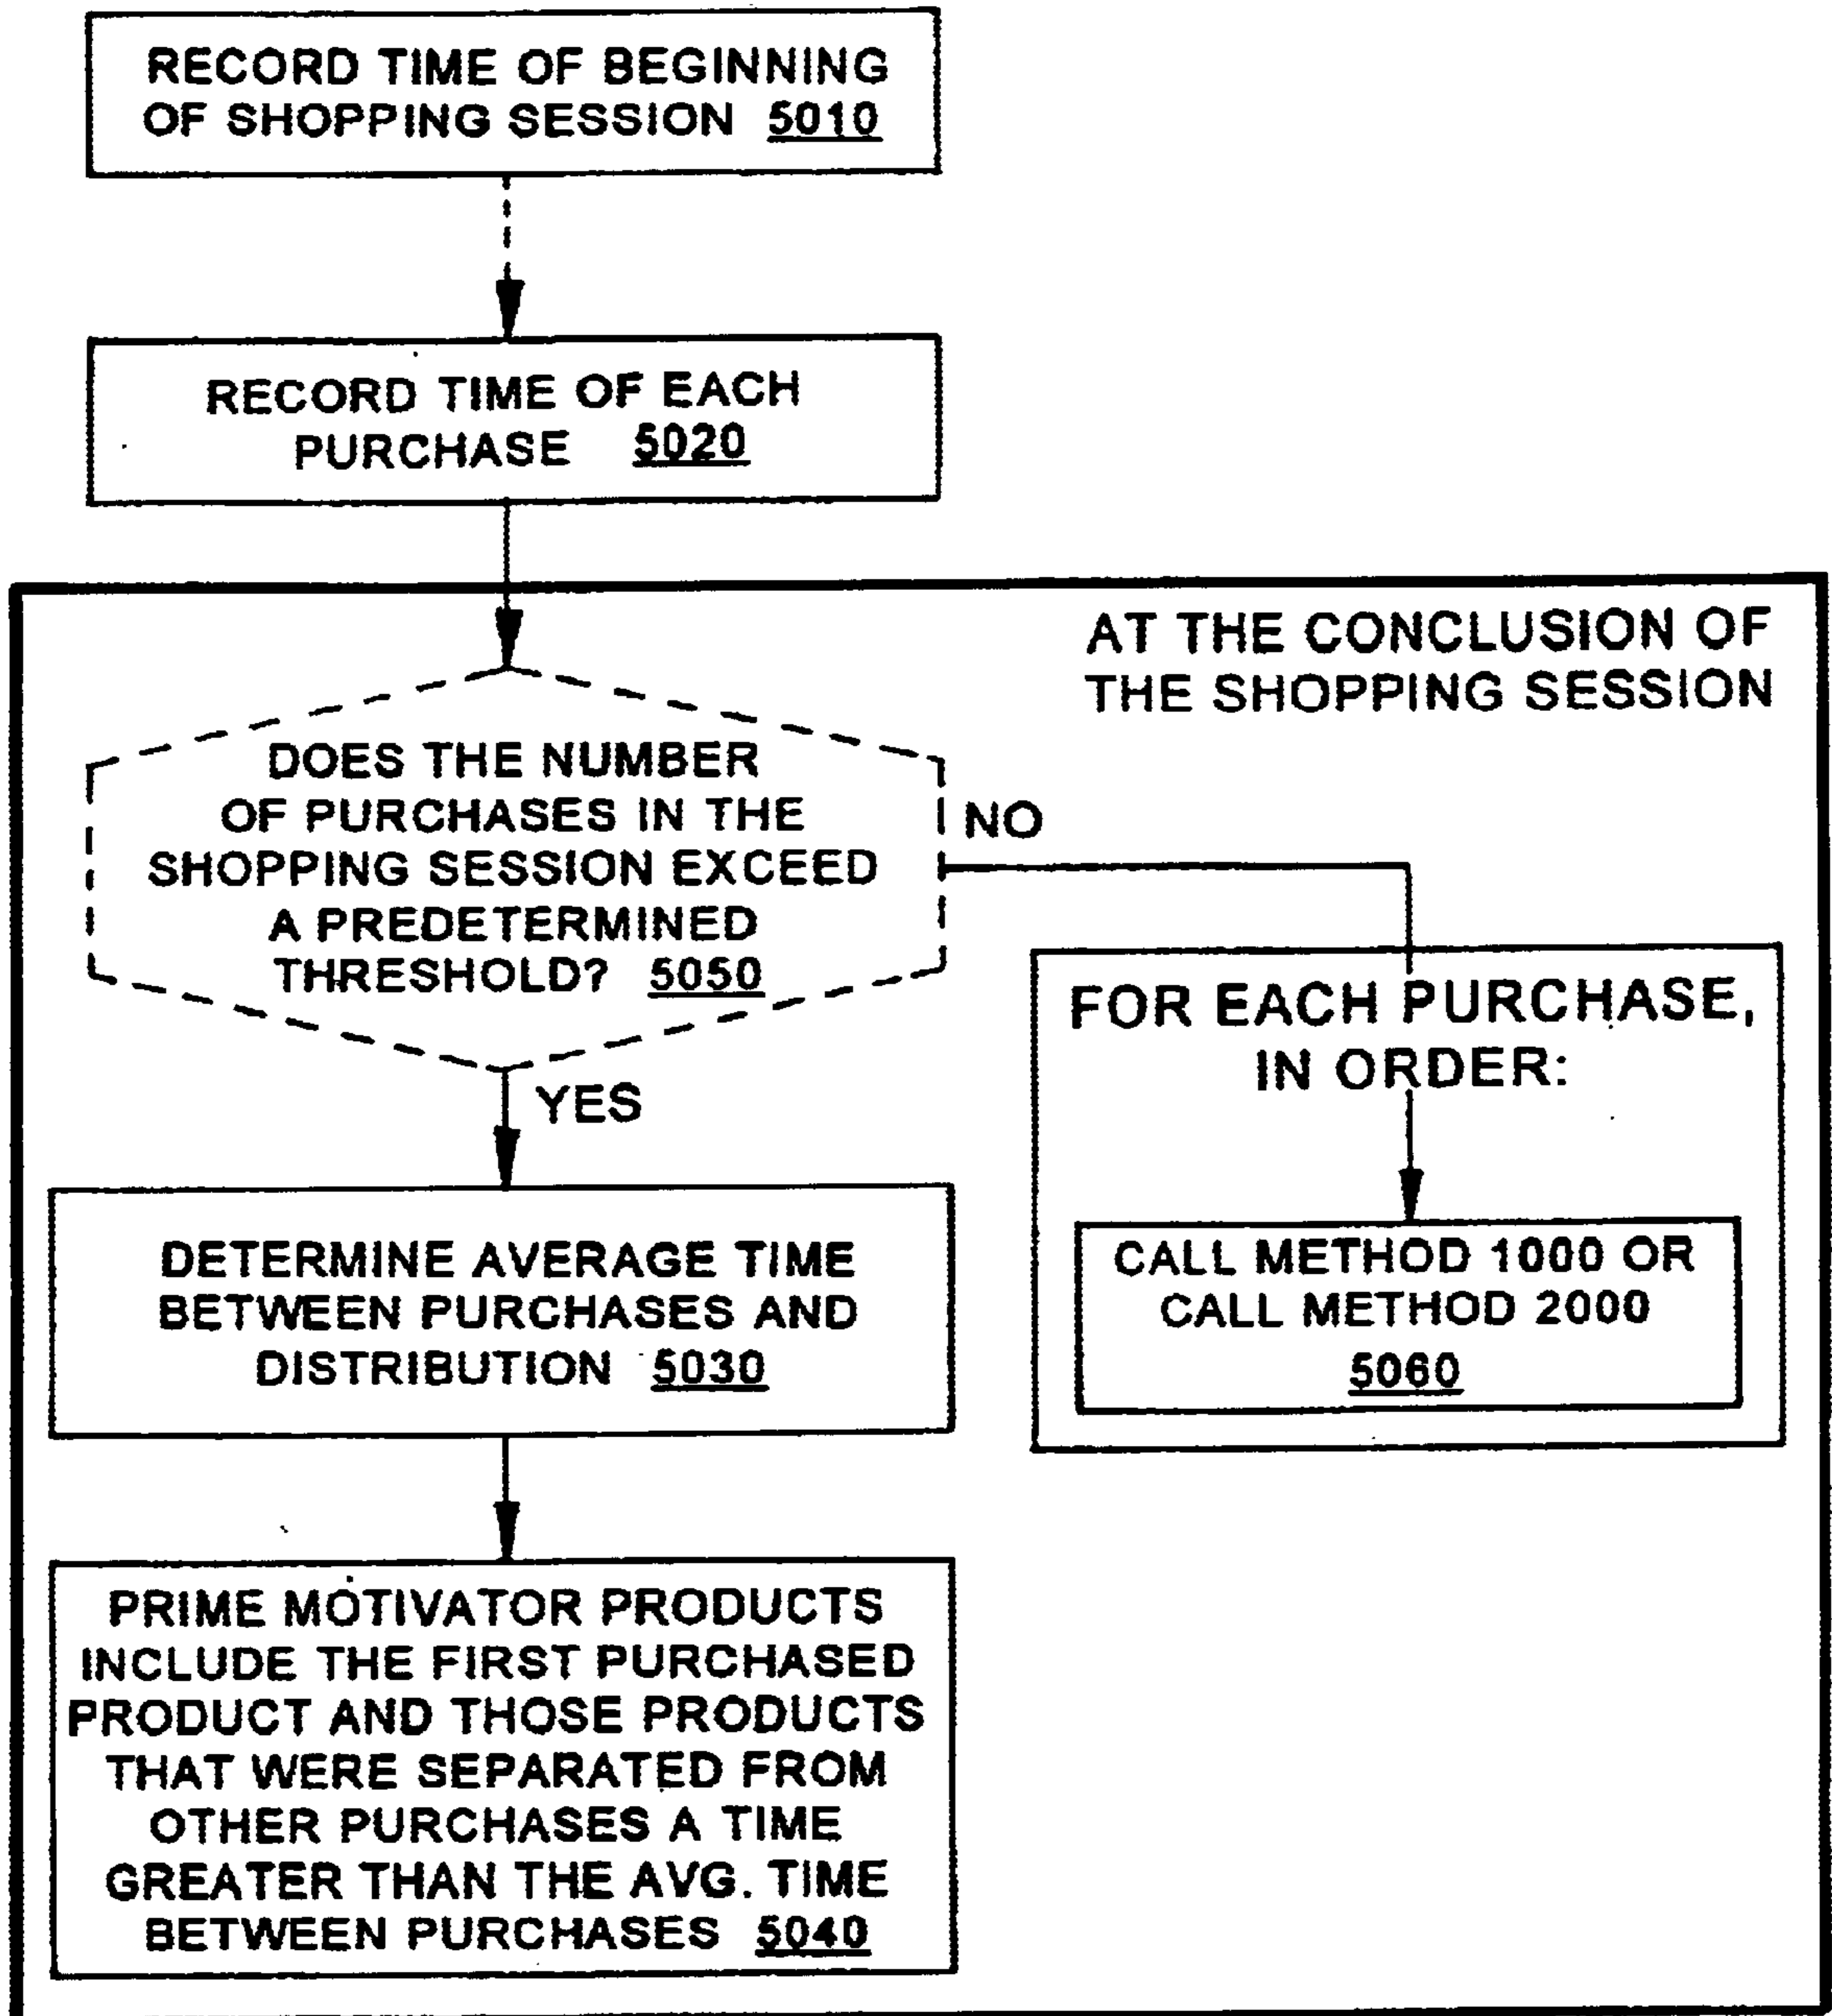 RECORD TIME OF BEGINNING
OF SHOPPING SESSION 5010
RECORD TIME OF EACH
PURCHASE 5020
AT THE CONCLUSION OF
THE SHOPPING SESSION
DOES THE NUMBER
OF PURCHASES IN THE
SHOPPING SESSION EXCEED
A PREDETERMINED
THRESHOLD? 5050
NO
YES
FOR EACH PURCHASE,
IN ORDER:
CALL METHOD 1000 OR
CALL METHOD 2000
5060
DETERMINE AVERAGE TIME
BETWEEN PURCHASES AND
DISTRIBUTION 5030
PRIME MOTIVATOR PRODUCTS
INCLUDE THE FIRST PURCHASED
PRODUCT AND THOSE PRODUCTS
THAT WERE SEPARATED FROM
OTHER PURCHASES A TIME
GREATER THAN THE AVG. TIME
BETWEEN PURCHASES 5040